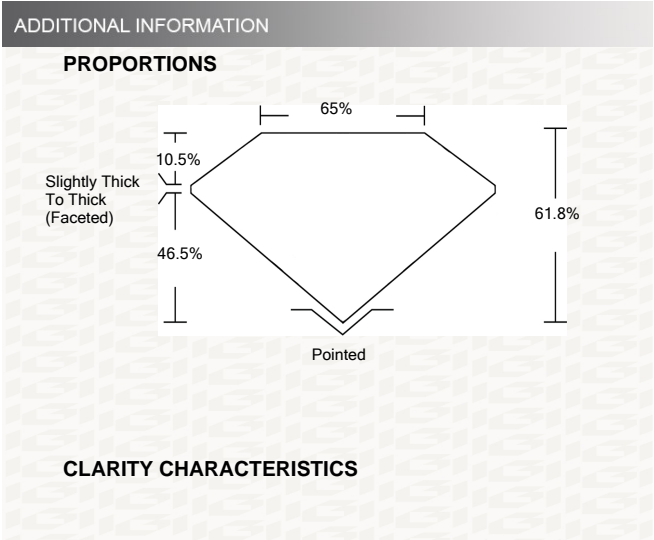 ADDITIONAL INFORMATION
PROPORTIONS
65%
10.5%
Slightly Thick
To Thick
(Faceted)
61.8%
46.5%
Pointed
CLARITY CHARACTERISTICS